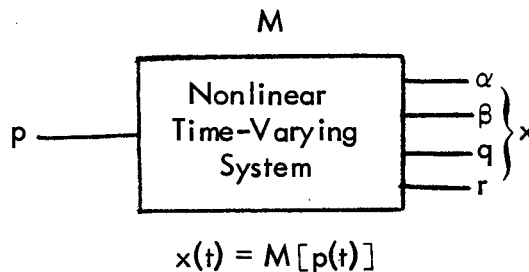 M
Nonlinear
Time-Varying
System
p
α
β
q
r
x
x(t) = M[p(t)]